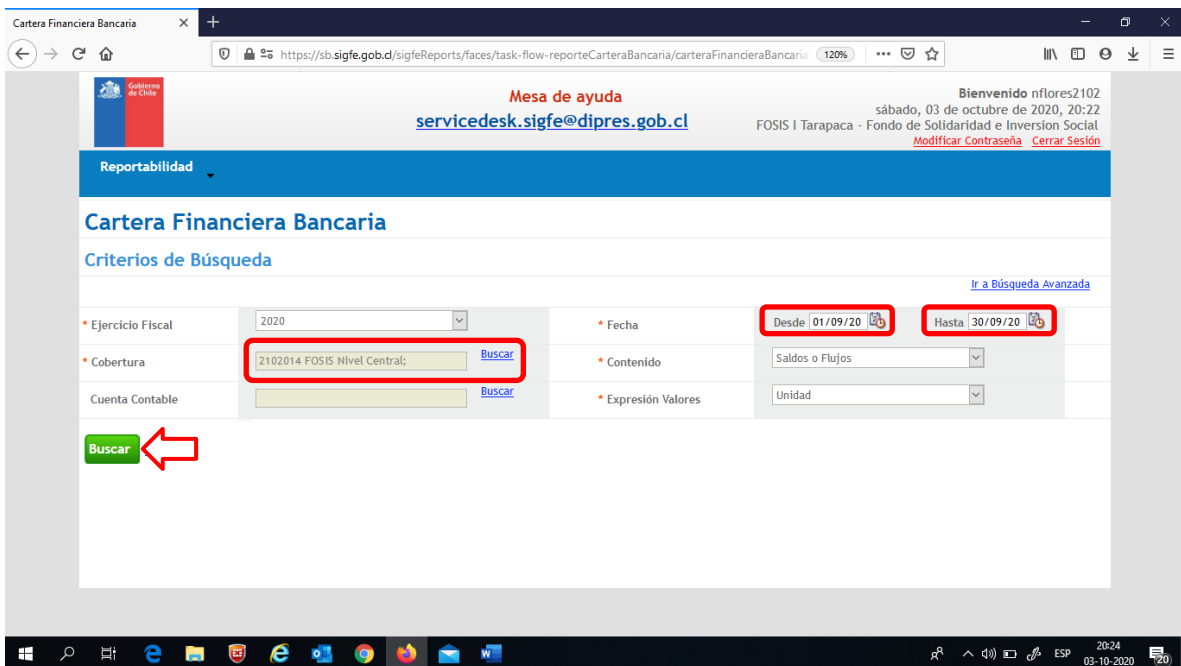 Cartera Financiera Bancaria
https://sb.sigfe.gob.cl/sigfeReports/faces/task-flow-reporteCarteraBancaria/carteraFinancieraBancaria
120%
Gobierno
de Chile
Mesa de ayuda
servicedesk.sigfe@dipres.gob.cl
Bienvenido nflores2102
sábado, 03 de octubre de 2020, 20:22
FOSIS I Tarapaca - Fondo de Solidaridad e Inversion Social
Modificar Contraseña Cerrar Sesión
Reportabilidad
Cartera Financiera Bancaria
Criterios de Búsqueda
Ir a Búsqueda Avanzada
* Ejercicio Fiscal 2020 * Fecha Desde 01/09/20 Hasta 30/09/20
* Cobertura 2102014 FOSIS Nivel Central; Buscar * Contenido Saldos o Flujos
Cuenta Contable Buscar * Expresión Valores Unidad
Buscar
ESP 20:24
03-10-2020 20